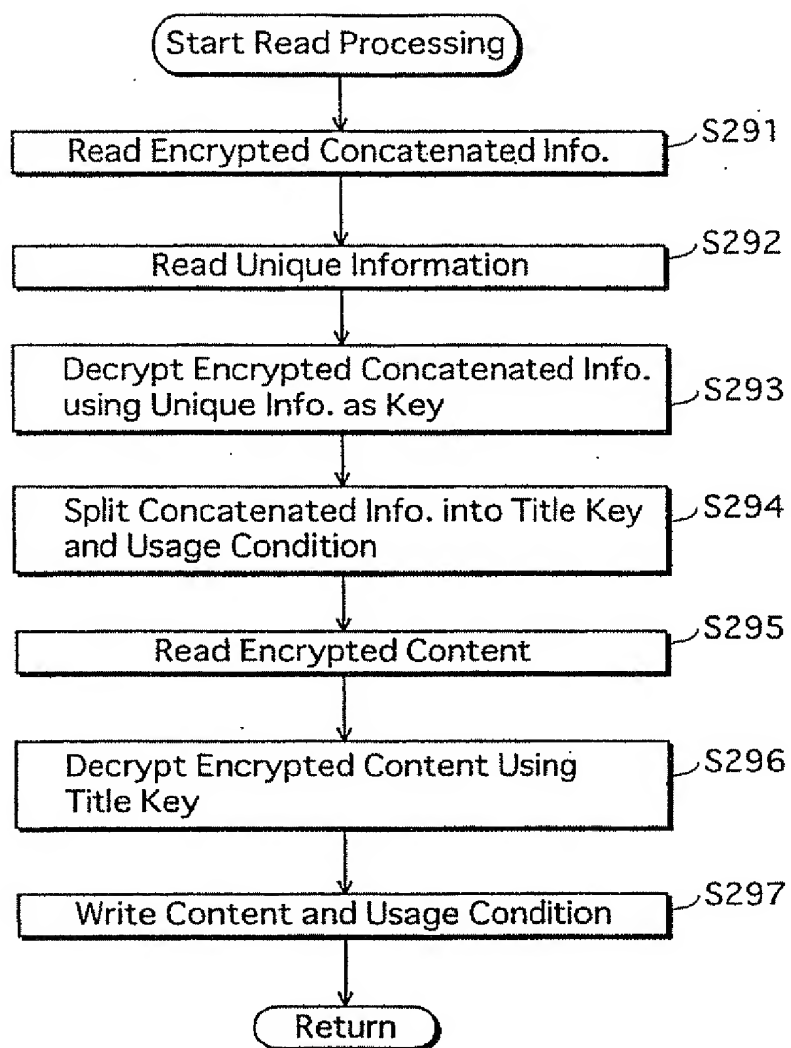 Start Read Processing
Read Encrypted Concatenated Info.
S291
Read Unique Information
S292
Decrypt Encrypted Concatenated Info.
using Unique Info. as Key
S293
Split Concatenated Info. into Title Key
and Usage Condition
S294
Read Encrypted Content
S295
Decrypt Encrypted Content Using
Title Key
S296
Write Content and Usage Condition
S297
Return